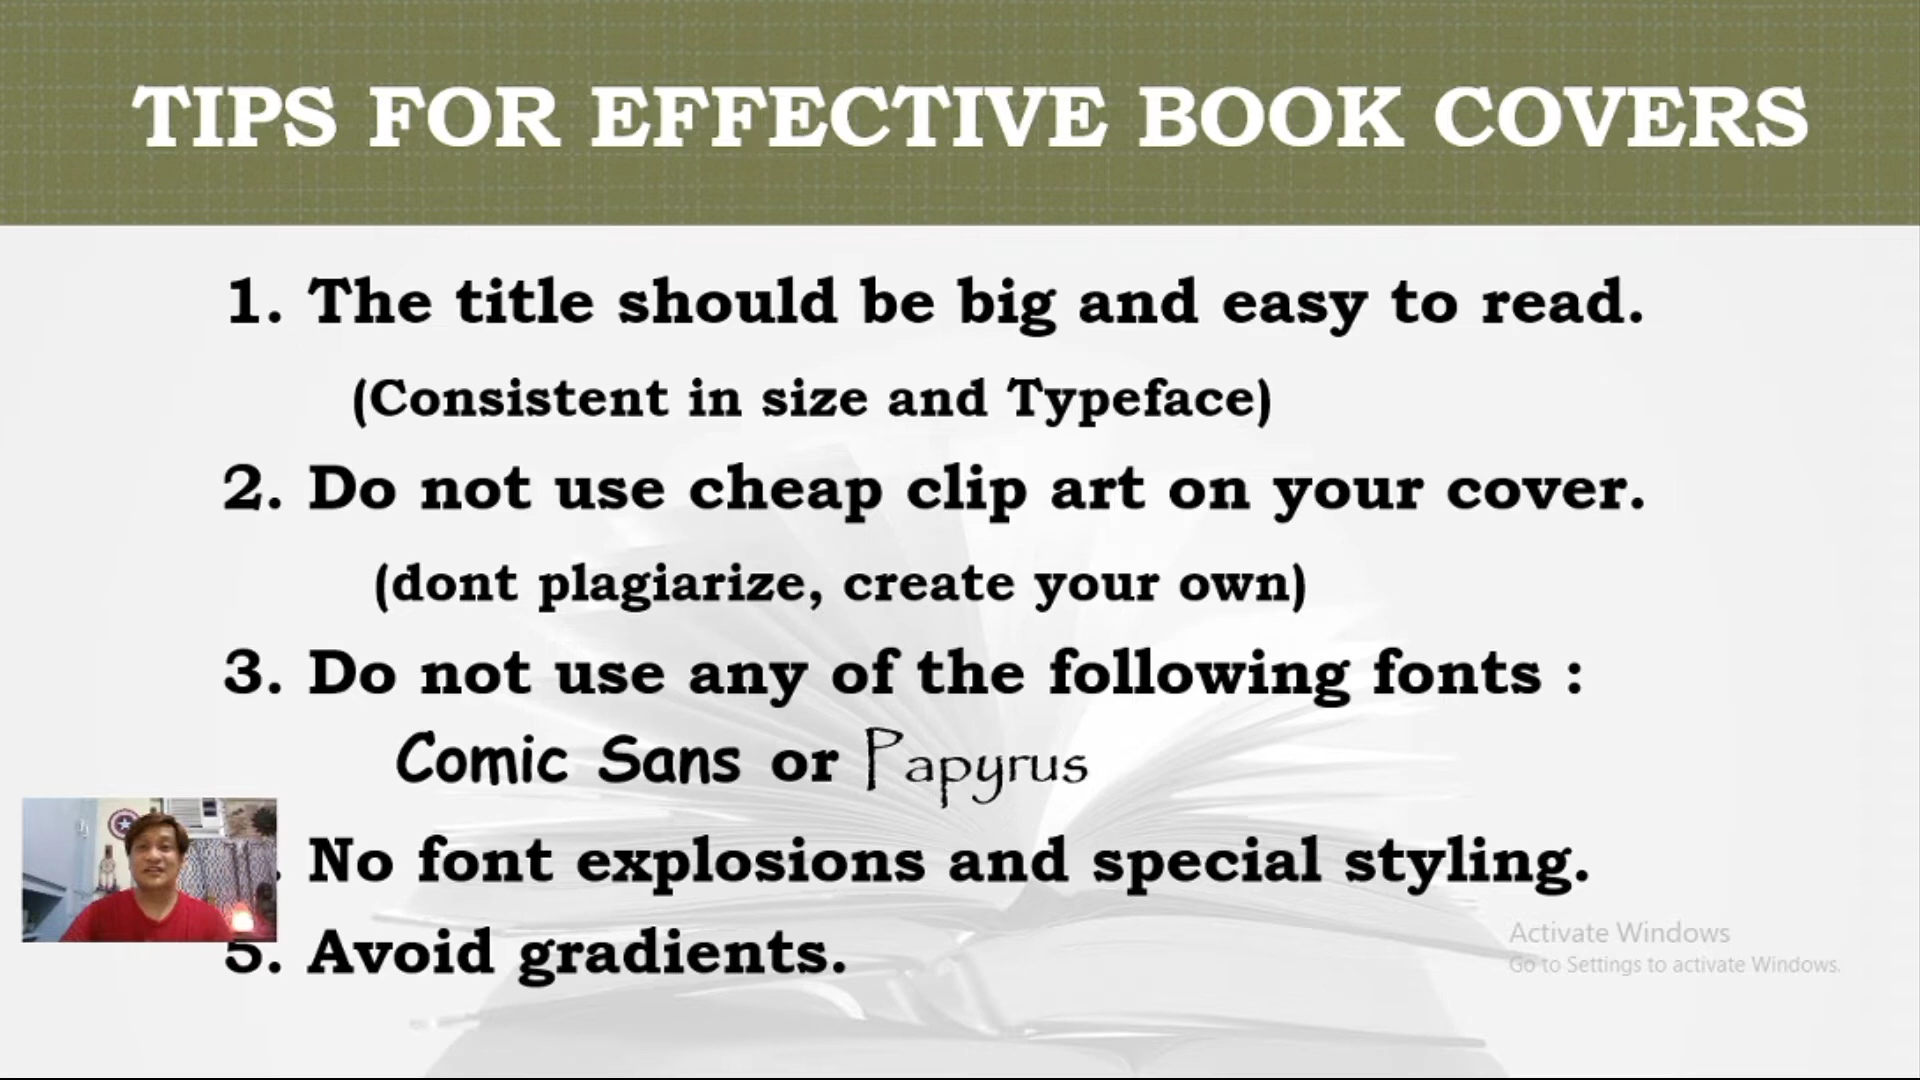 TIPS FOR EFFECTIVE BOOK COVERS
1. The title should be big and easy to read.
(Consistent in size and Typeface)
2. Do not use cheap clip art on your cover.
(dont plagiarize, create your own)
3. Do not use any of the following fonts :
Comic Sans or Papyrus
. No font explosions and special styling.
5. Avoid gradients.
Activate Windows
Go to Settings to activate Windows.